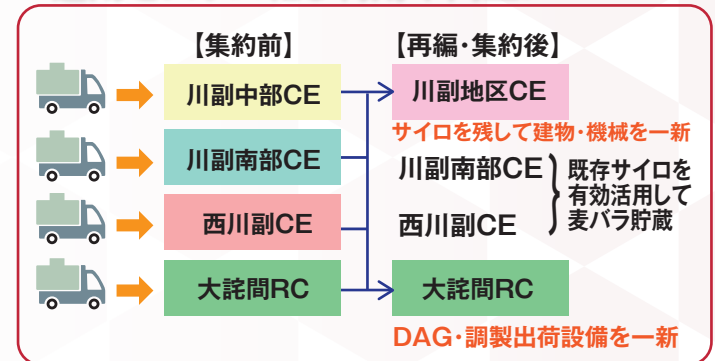 【集約前】
【再編・集約後】
川副中部CE
川副地区CE
サイロを残して建物・機械を一新
川副南部CE
川副南部CE
西川副CE
西川副CE
既存サイロを
有効活用して
麦バラ貯蔵
大詫間RC
大詫間RC
DAG・調製出荷設備を一新